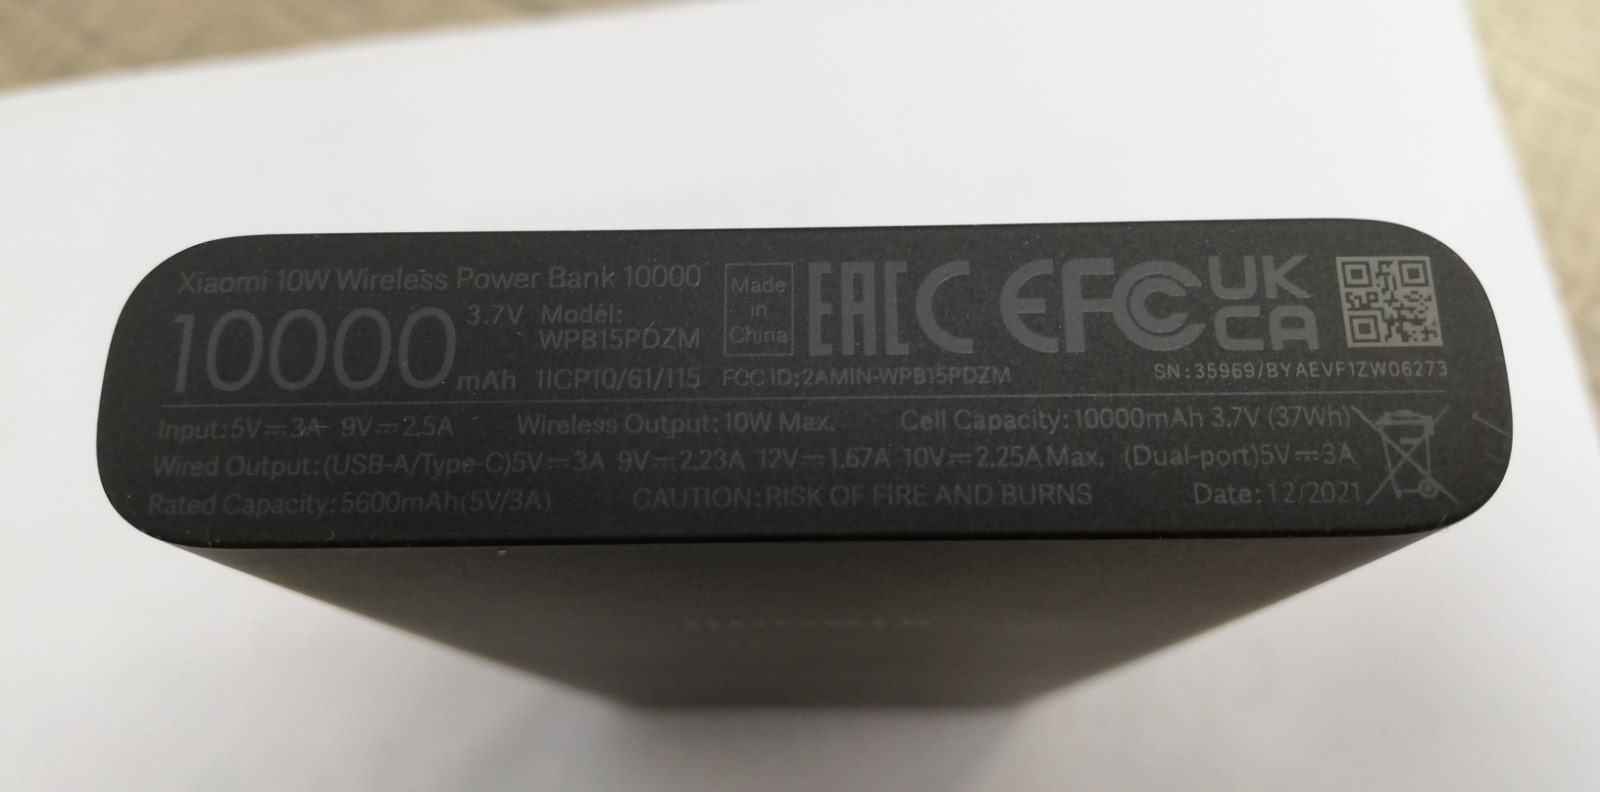 Xiaomi 10W Wireless Power Bank 10000
10000mAh 3.7V
Model:
WPB15PDZM
1ICP10/61/115
Made
in
China
EAC CE FC UK
CA
FCC ID:2AMIN-WPB15PDZM
SN:35969/BYAEVF1ZW06273
Input:5V⎓3A 9V⎓2.5A Wireless Output:10W Max. Cell Capacity:10000mAh 3.7V (37Wh)
Wired Output:(USB-A/Type-C)5V⎓3A 9V⎓2.23A 12V⎓1.67A 10V⎓2.25A Max. (Dual-port)5V⎓3A
Rated Capacity:5600mAh(5V/3A) CAUTION:RISK OF FIRE AND BURNS Date:12/2021